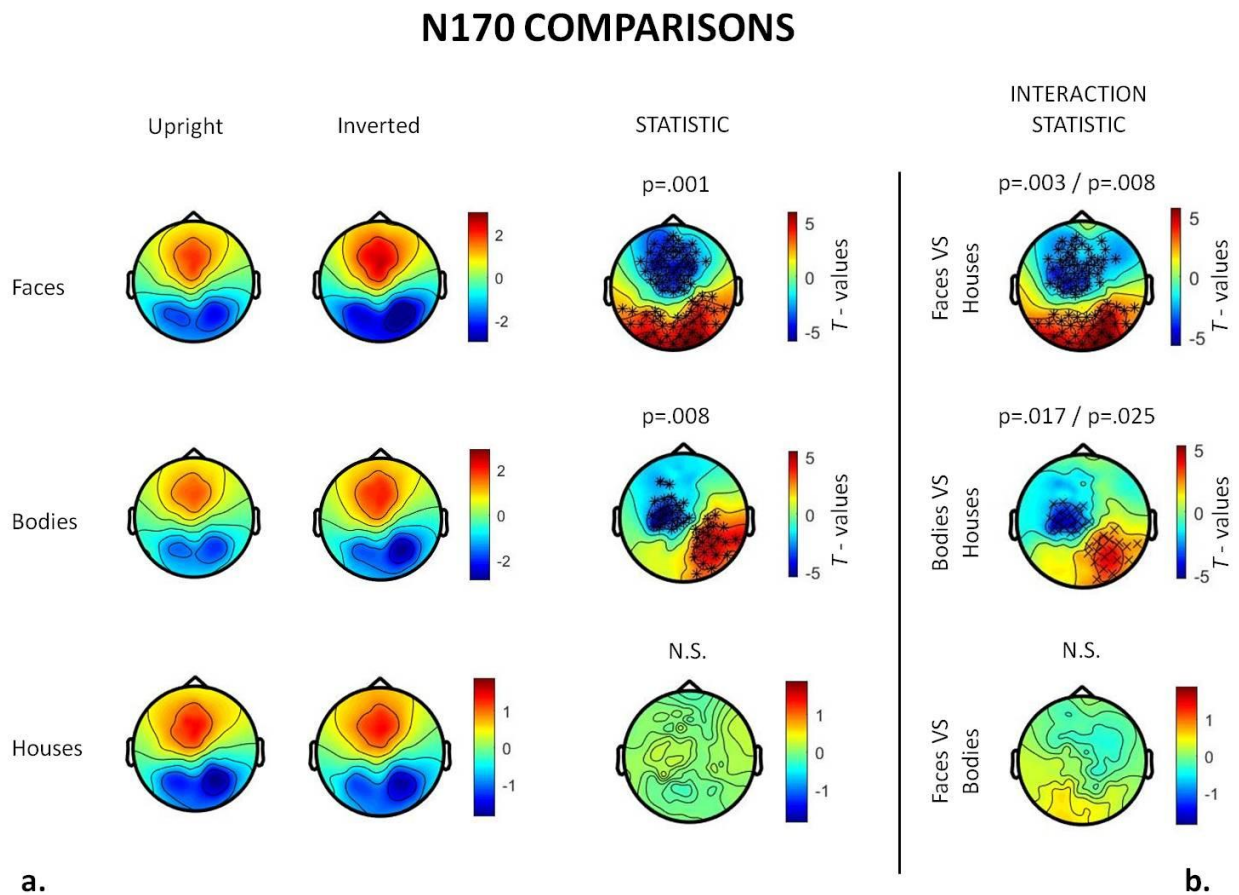 N170 COMPARISONS
Upright
Inverted
STATISTIC
INTERACTION
STATISTIC
Faces
2
0
-2
p=.001
5
0
-5
T - values
Faces VS
Houses
p=.003 / p=.008
5
0
-5
T - values
Bodies
2
0
-2
p=.008
5
0
-5
T - values
Bodies VS
Houses
p=.017 / p=.025
5
0
-5
T - values
Houses
1
0
-1
N.S.
1
0
-1
Faces VS
Bodies
N.S.
1
0
-1
a.
b.